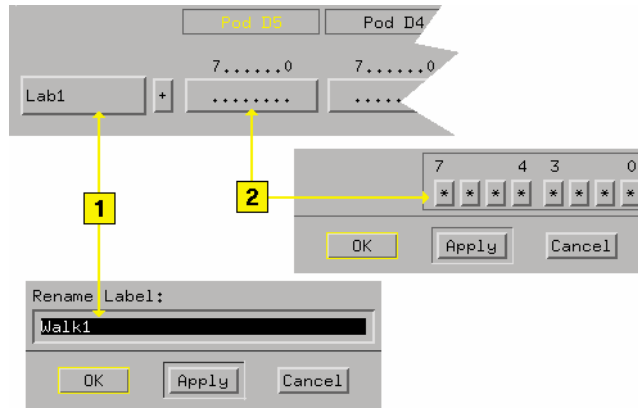 Pod D5 Pod D4
7......0 7......0
Lab1 + ........ .....
7 4 3 0
* * * * * * * *
1 2
OK Apply Cancel
Rename Label:
Walk1
OK Apply Cancel